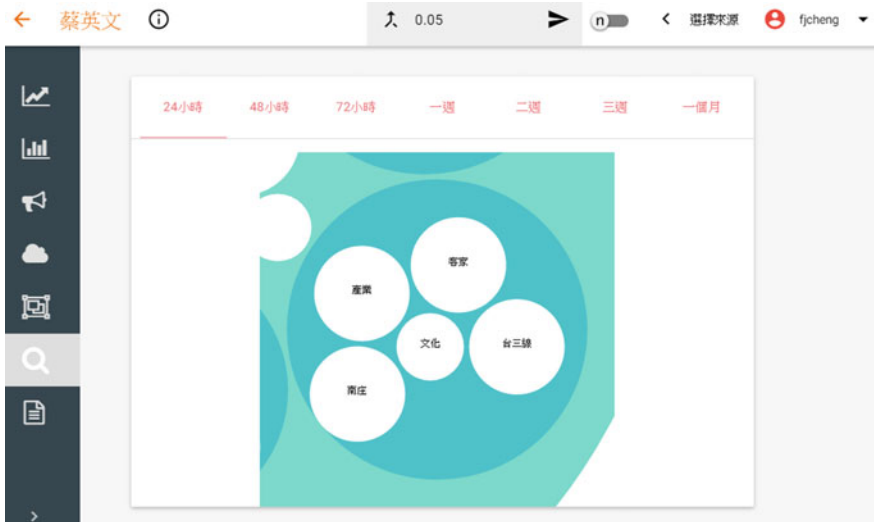 蔡英文 0.05 n 選擇來源 fjcheng
24小時 48小時 72小時 一週 二週 三週 一個月
客家
產業
文化
台三線
南庄